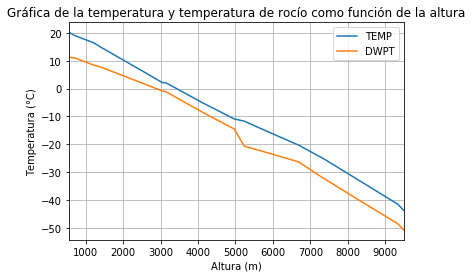 Gráfica de la temperatura y temperatura de rocío como función de la altura
TEMP
DWPT
Temperatura (°C)
20
10
0
−10
−20
−30
−40
−50
1000 2000 3000 4000 5000 6000 7000 8000 9000
Altura (m)